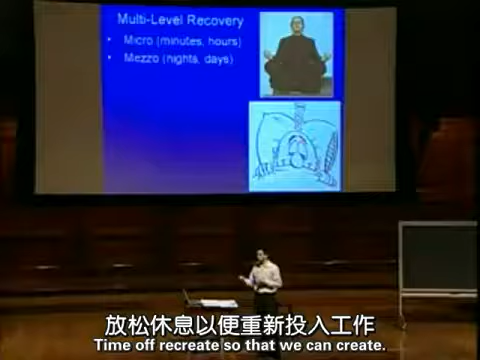 Multi-Level Recovery
• Micro (minutes, hours)
• Mezzo (nights, days)
放松休息以便重新投入工作
Time off recreate so that we can create.